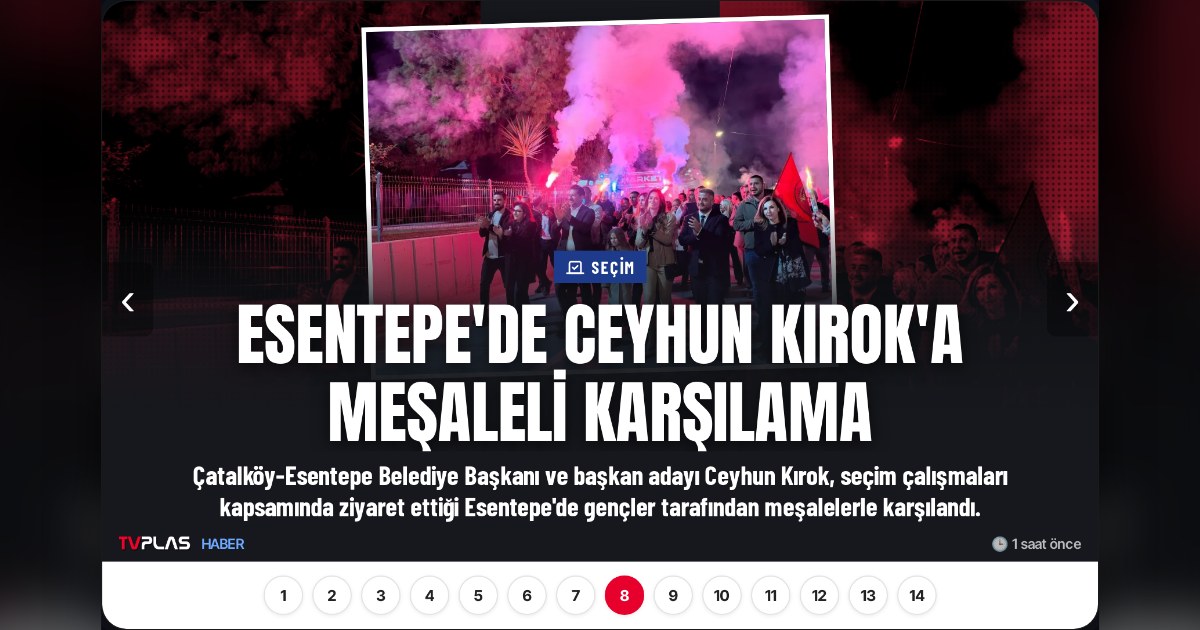 SEÇİM
ESENTEPE'DE CEYHUN KIROK'A
MEŞALELİ KARŞILAMA
Çatalköy-Esentepe Belediye Başkanı ve başkan adayı Ceyhun Kırok, seçim çalışmaları
kapsamında ziyaret ettiği Esentepe'de gençler tarafından meşalelerle karşılandı.
TVPLAS HABER
1 saat önce
1 2 3 4 5 6 7 8 9 10 11 12 13 14